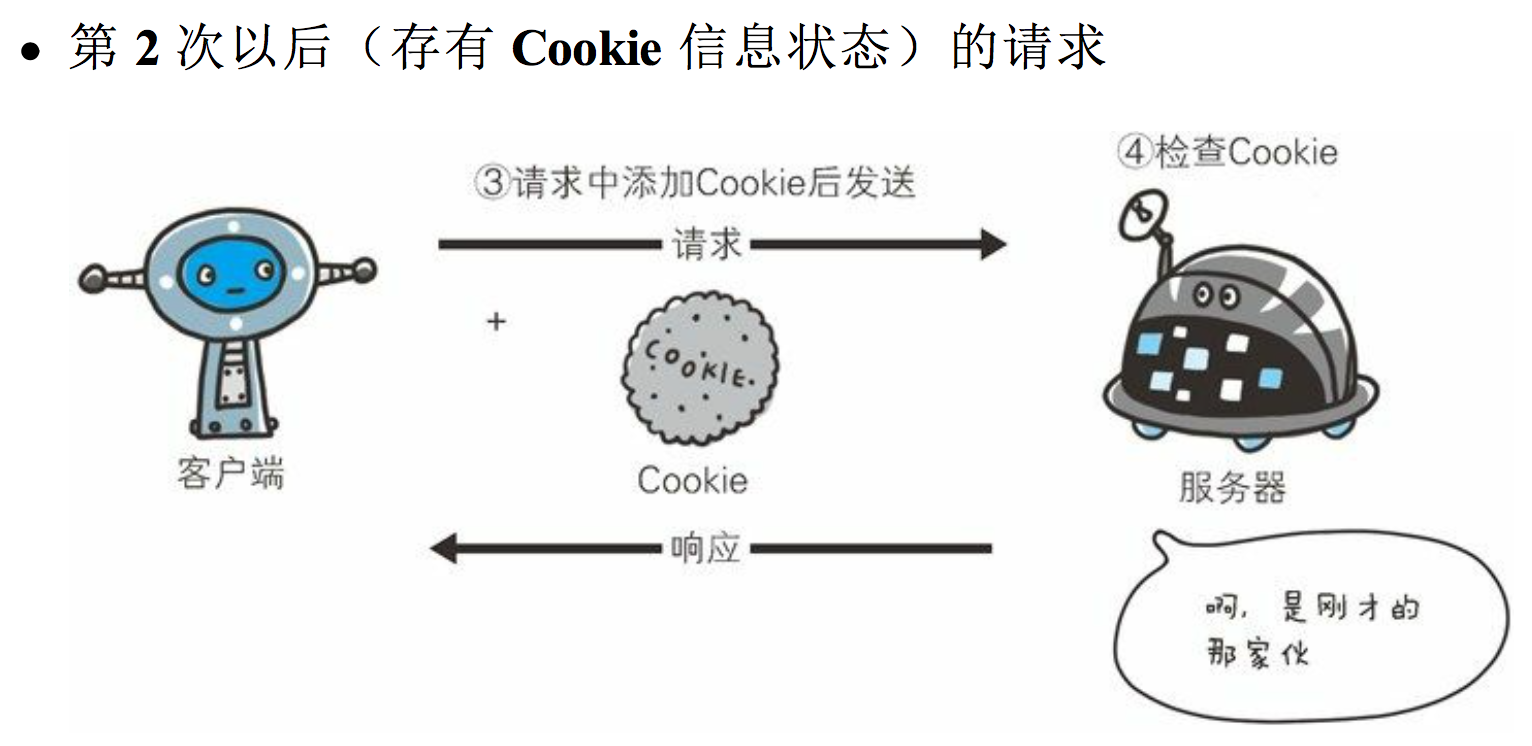 • 第 2 次以后（存有 Cookie 信息状态）的请求
④检查Cookie
③请求中添加Cookie后发送
请求
+
COOKIE
客户端
Cookie
服务器
响应
啊，是刚才的
那家伙